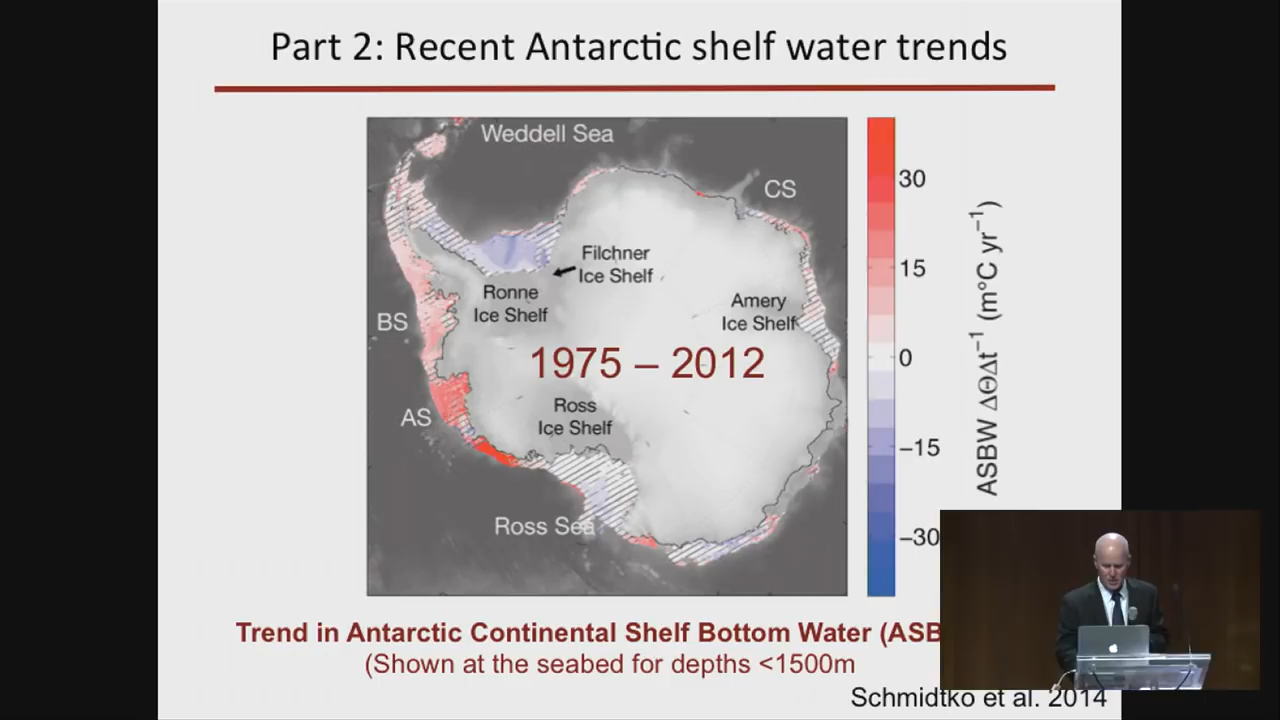 Part 2: Recent Antarctic shelf water trends
Weddell Sea
CS
30
Filchner
Ice Shelf
15
Ronne
Ice Shelf
Amery
Ice Shelf
BS
1975 – 2012
0
ASBW ΔΘΔt⁻¹ (m°C yr⁻¹)
Ross
Ice Shelf
AS
−15
Ross Sea
−30
Trend in Antarctic Continental Shelf Bottom Water (ASB
(Shown at the seabed for depths <1500m
Schmidtko et al. 2014